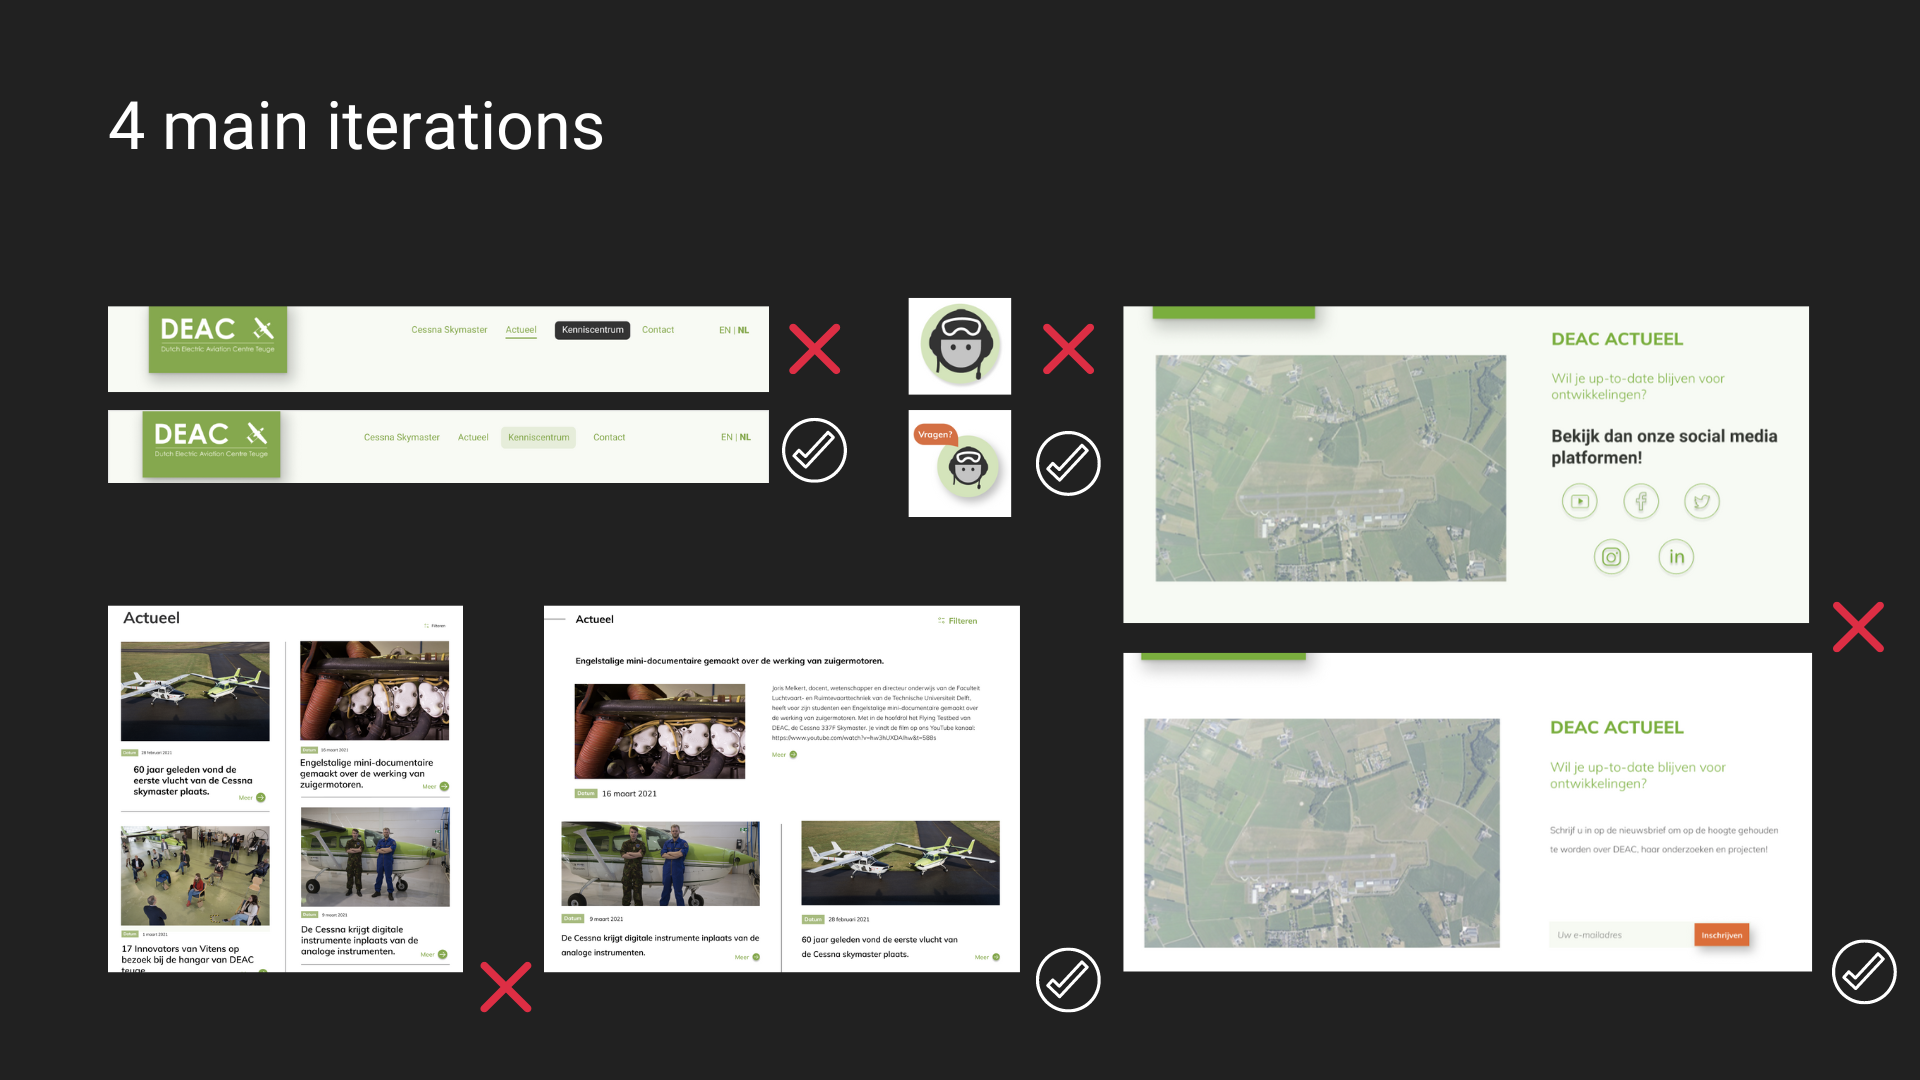 4 main iterations
DEAC
Dutch Electric Aviation Centre Teuge
Cessna Skymaster Actueel Kenniscentrum Contact EN | NL
DEAC
Dutch Electric Aviation Centre Teuge
Cessna Skymaster Actueel Kenniscentrum Contact EN | NL
Vragen?
DEAC ACTUEEL
Wil je up-to-date blijven voor
ontwikkelingen?
Bekijk dan onze social media
platformen!
in
Actueel
Filteren
Datum 28 februari 2021
60 jaar geleden vond de
eerste vlucht van de Cessna
skymaster plaats.
Meer
Datum 1 maart 2021
17 Innovators van Vitens op
bezoek bij de hangar van DEAC
teuge
Datum
Engelstalige mini-documentaire
gemaakt over de werking van
zuigermotoren.
Meer
Datum 9 maart 2021
De Cessna krijgt digitale
instrumente inplaats van de
analoge instrumenten.
Meer
Actueel
Filteren
Engelstalige mini-documentaire gemaakt over de werking van zuigermotoren.
Joris Melkert, docent, wetenschapper en directeur onderwijs van de Faculteit
Luchtvaart- en Ruimtevaarttechniek van de Technische Universiteit Delft,
heeft voor zijn studenten een Engelstalige mini-documentaire gemaakt over
de werking van zuigermotoren. Met in de hoofdrol het Flying Testbed van
DEAC, de Cessna 337F Skymaster. je vindt de film op ons YouTube kanaal:
Meer
Datum 16 maart 2021
Datum 9 maart 2021
De Cessna krijgt digitale instrumente inplaats van de
analoge instrumenten.
Meer
Datum 28 februari 2021
60 jaar geleden vond de eerste vlucht van
de Cessna skymaster plaats.
Meer
DEAC ACTUEEL
Wil je up-to-date blijven voor
ontwikkelingen?
Schrijf u in op de nieuwsbrief om op de hoogte gehouden
te worden over DEAC, haar onderzoeken en projecten!
Uw e-mailadres Inschrijven